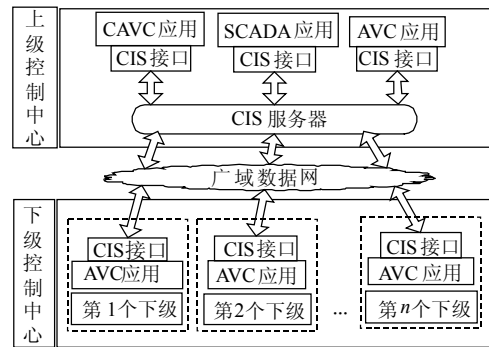 上级控制中心
CAVC应用 SCADA应用 AVC应用
CIS接口 CIS接口 CIS接口
CIS 服务器
广域数据网
下级控制中心
CIS接口 CIS接口 CIS接口
AVC应用 AVC应用 AVC应用
第1个下级 第2个下级 ... 第n个下级